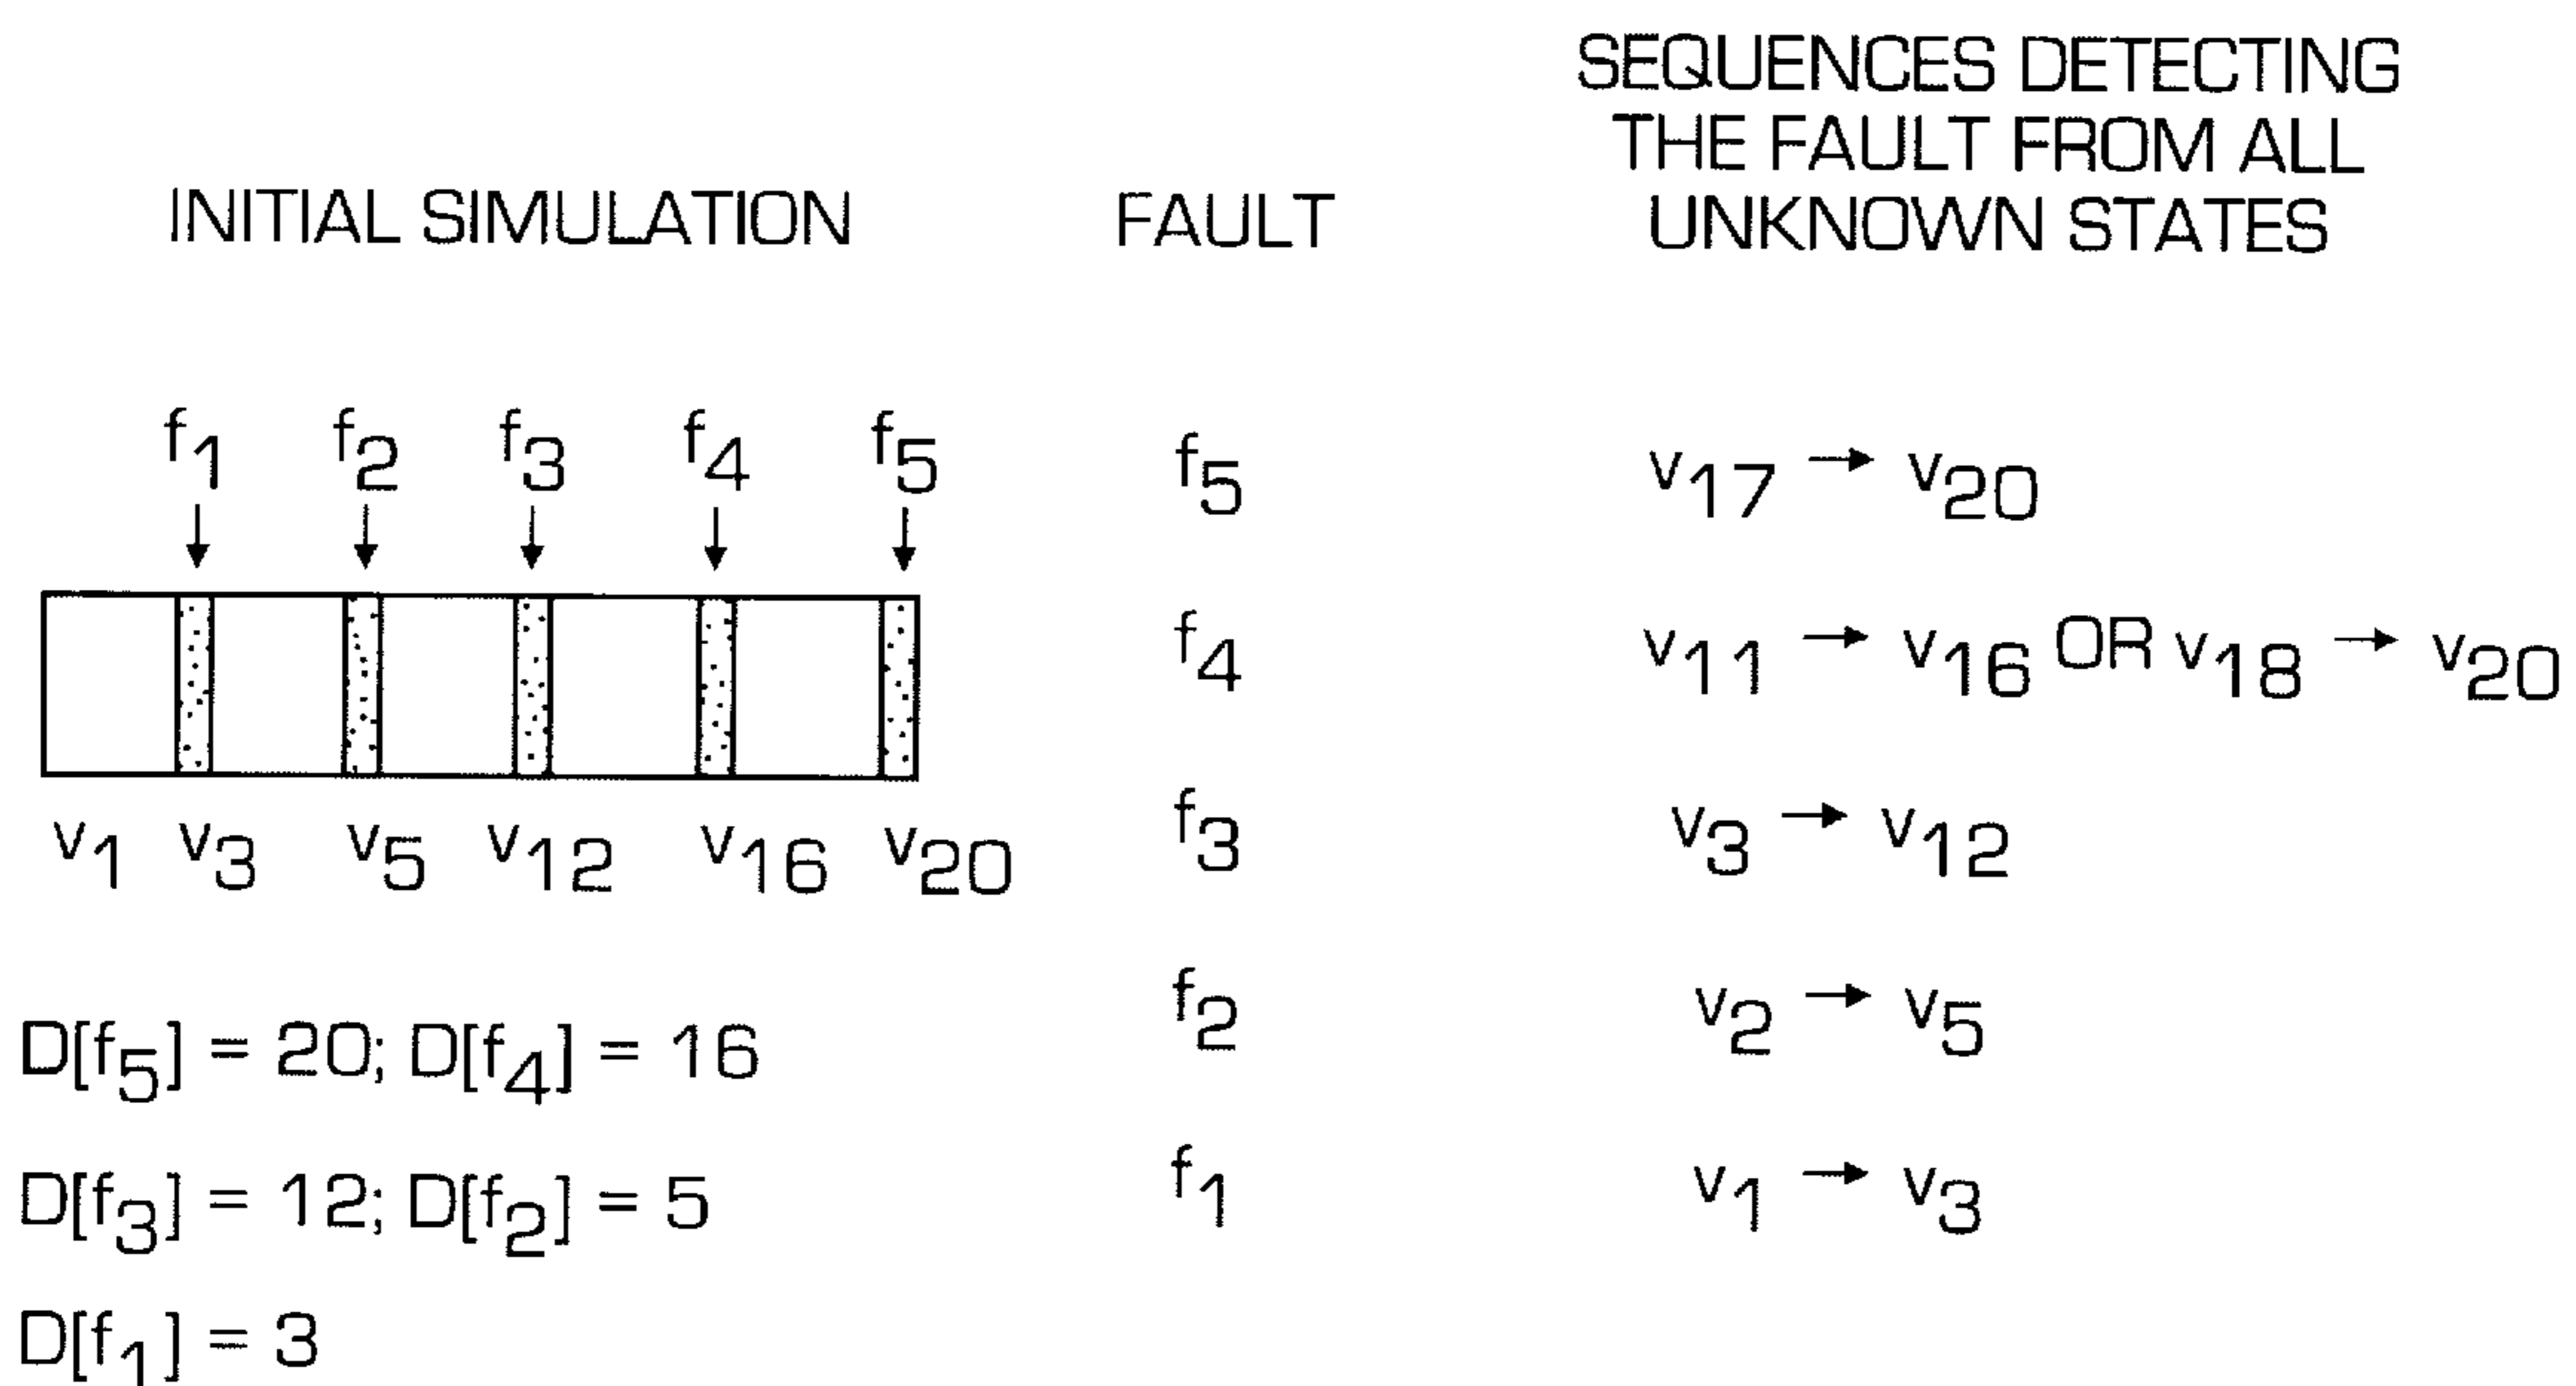 INITIAL SIMULATION
f1 f2 f3 f4 f5
v1 v3 v5 v12 v16 v20
D[f5] = 20; D[f4] = 16
D[f3] = 12; D[f2] = 5
D[f1] = 3
FAULT
SEQUENCES DETECTING
THE FAULT FROM ALL
UNKNOWN STATES
f5 v17 → v20
f4 v11 → v16 OR v18 → v20
f3 v3 → v12
f2 v2 → v5
f1 v1 → v3